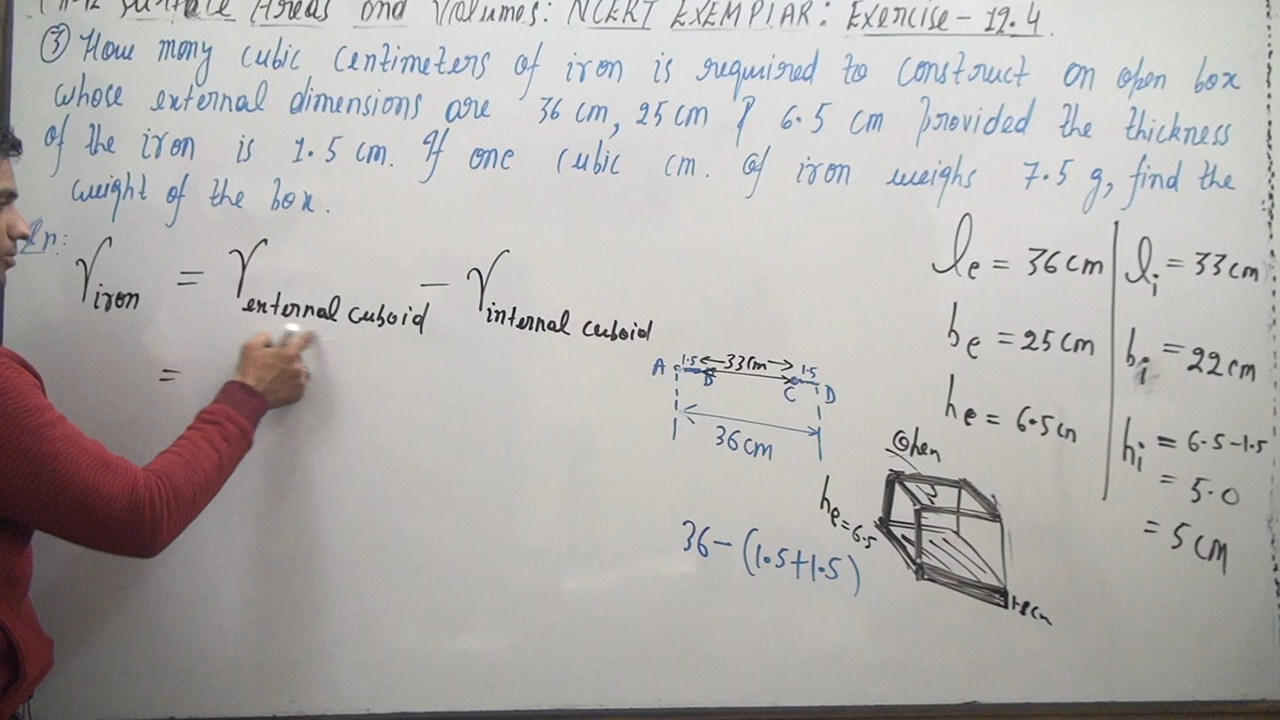 Surface Areas and Volumes: NCERT EXEMPLAR: Exercise - 12.4
③ How many cubic centimeters of iron is required to construct an open box
whose external dimensions are 36 cm, 25 cm & 6.5 cm Provided the thickness
of the iron is 1.5 cm. If one cubic cm. of iron weighs 7.5 g, find the
weight of the box.
V iron = V external cuboid - V internal cuboid
=
le = 36 cm
be = 25 cm
he = 6.5 cm
li = 33 cm
bi = 22 cm
hi = 6.5-1.5
= 5.0
= 5 cm
A 1.5 B 33 cm C 1.5 D
36 cm
36-(1.5+1.5)
Open
he=6.5